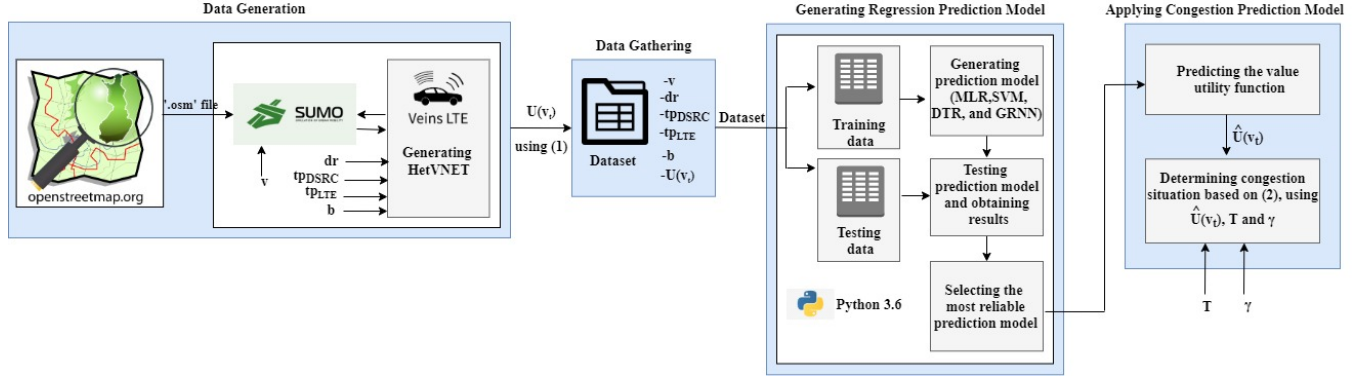 Data Generation
openstreetmap.org
'.osm' file
SUMO
v
Veins LTE
Generating
HetVNET
dr
tpDSRC
tpLTE
b
U(vt)
using (1)
Data Gathering
Dataset
-v
-dr
-tpDSRC
-tpLTE
-b
-U(vt)
Dataset
Generating Regression Prediction Model
Training
data
Testing
data
Generating
prediction model
(MLR,SVM,
DTR, and GRNN)
Testing
prediction model
and obtaining
results
Selecting the
most reliable
prediction model
Python 3.6
Applying Congestion Prediction Model
Predicting the value
utility function
Û(vt)
Determining congestion
situation based on (2), using
Û(vt), T and γ
T
γ